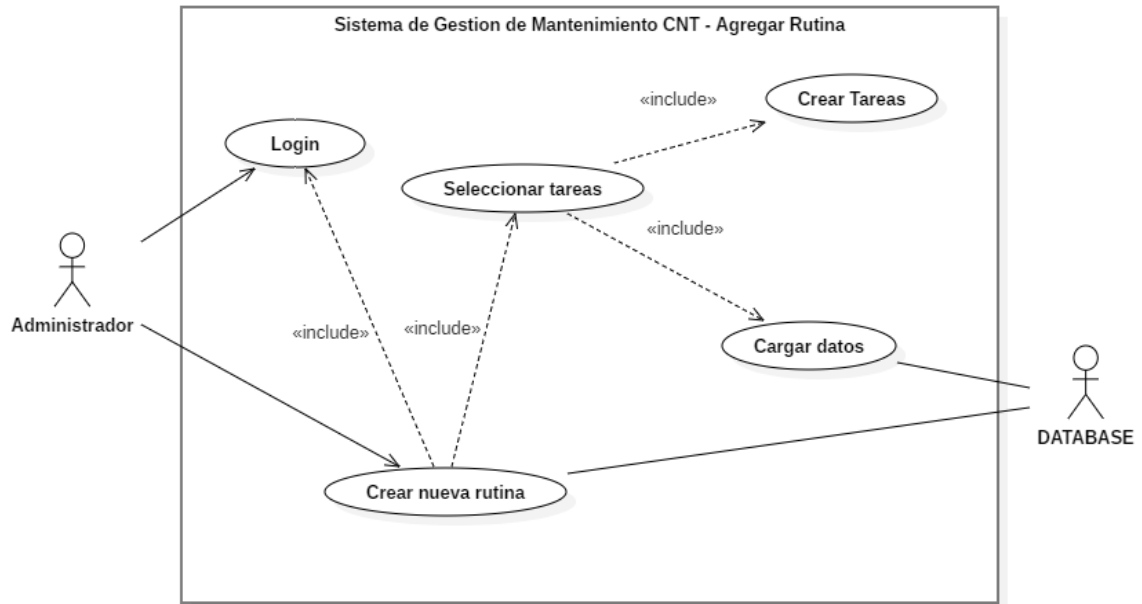 Sistema de Gestion de Mantenimiento CNT - Agregar Rutina
«include»
Crear Tareas
Login
Seleccionar tareas
«include»
Administrador
«include»
«include»
Cargar datos
DATABASE
Crear nueva rutina